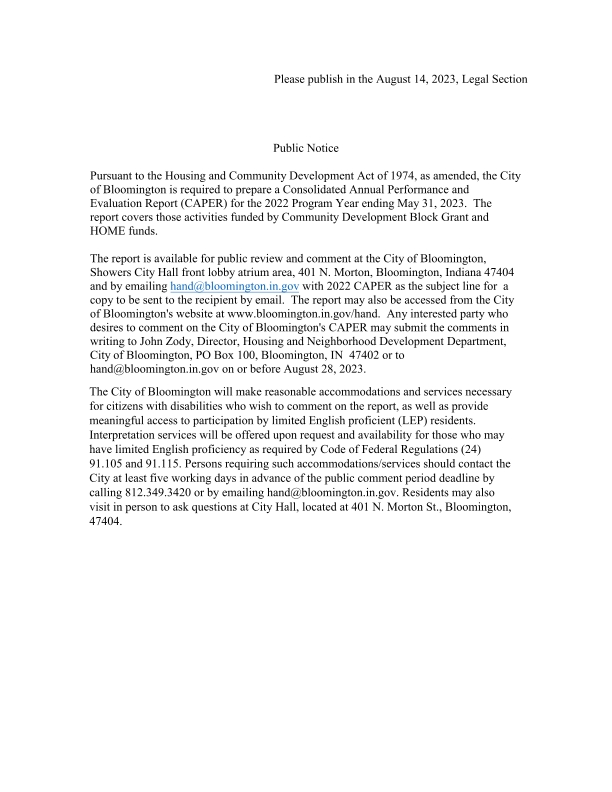 Please publish in the August 14, 2023, Legal Section
Public Notice
Pursuant to the Housing and Community Development Act of 1974, as amended, the City
of Bloomington is required to prepare a Consolidated Annual Performance and
Evaluation Report (CAPER) for the 2022 Program Year ending May 31, 2023.  The
report covers those activities funded by Community Development Block Grant and
HOME funds.
The report is available for public review and comment at the City of Bloomington,
Showers City Hall front lobby atrium area, 401 N. Morton, Bloomington, Indiana 47404
and by emailing hand@bloomington.in.gov with 2022 CAPER as the subject line for  a
copy to be sent to the recipient by email.  The report may also be accessed from the City
of Bloomington's website at www.bloomington.in.gov/hand.  Any interested party who
desires to comment on the City of Bloomington's CAPER may submit the comments in
writing to John Zody, Director, Housing and Neighborhood Development Department,
City of Bloomington, PO Box 100, Bloomington, IN  47402 or to
hand@bloomington.in.gov on or before August 28, 2023.
The City of Bloomington will make reasonable accommodations and services necessary
for citizens with disabilities who wish to comment on the report, as well as provide
meaningful access to participation by limited English proficient (LEP) residents.
Interpretation services will be offered upon request and availability for those who may
have limited English proficiency as required by Code of Federal Regulations (24)
91.105 and 91.115. Persons requiring such accommodations/services should contact the
City at least five working days in advance of the public comment period deadline by
calling 812.349.3420 or by emailing hand@bloomington.in.gov. Residents may also
visit in person to ask questions at City Hall, located at 401 N. Morton St., Bloomington,
47404.